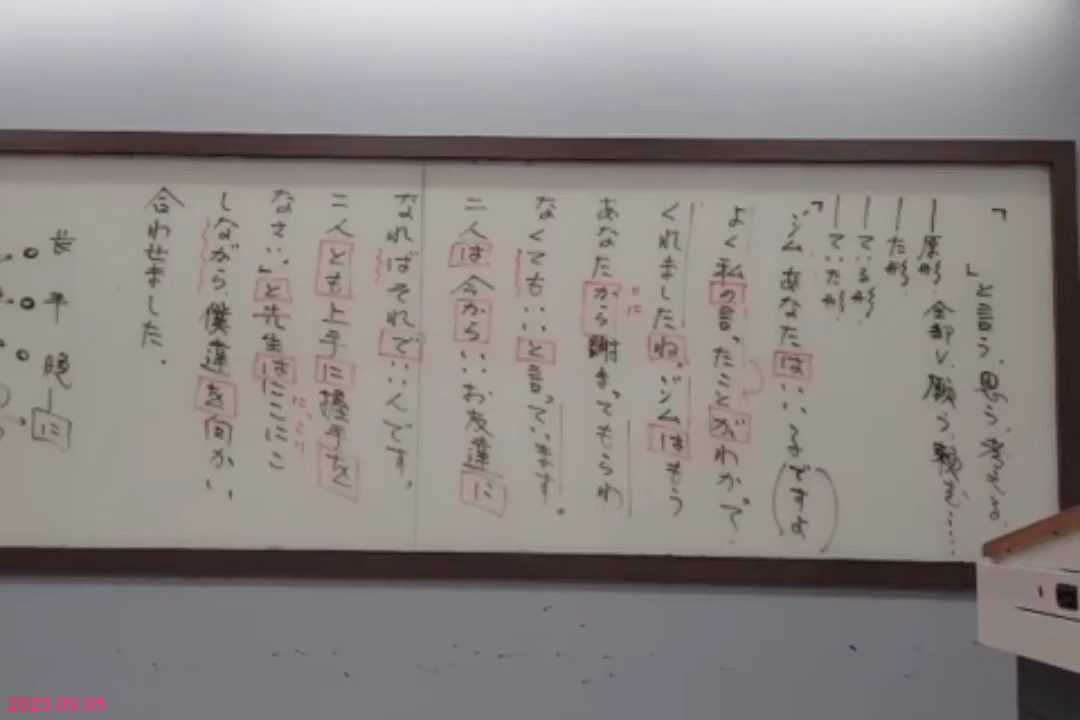 「
」と言う、思う、考える、
―原形 全部V、願う、頼む……
―た形
―ている形
―ていた形
「ジム、あなたはいい子(ですね)
よく私の言ったことがわかって
くれましたね。ジムはもう
あなたから謝ってもらわ
に
なくてもいいと言っています。
二人は今からいいお友達に
なればそれでいいんです。
二人とも上手に握手を
なさい。」と先生はにこにこ
にっこり
しながら、僕達を向かい
合わせました。
長
平
晩
に
2023.09.05